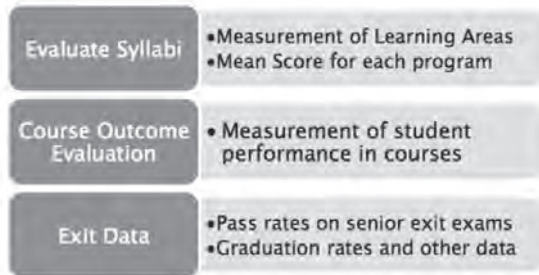 Evaluate Syllabi
•Measurement of Learning Areas
•Mean Score for each program
Course Outcome
Evaluation
• Measurement of student
performance in courses
Exit Data
•Pass rates on senior exit exams
•Graduation rates and other data